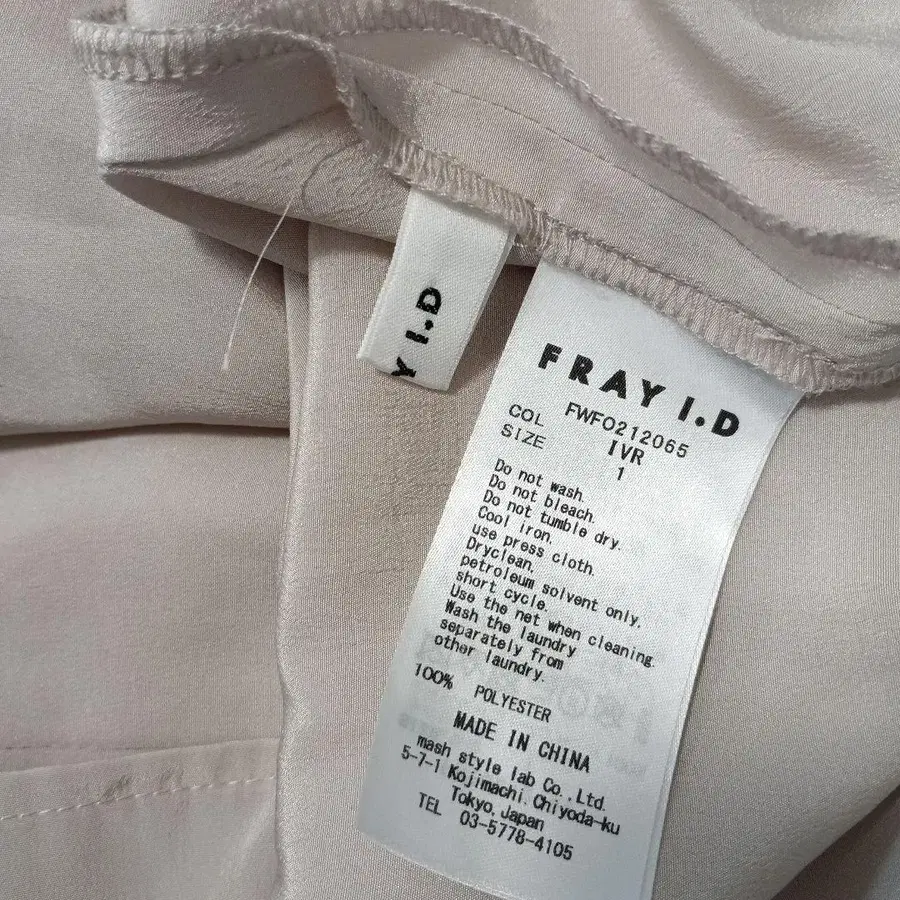 Y I.D
FRAY I.D
FWFO212065
COL IVR
SIZE 1
Do not wash.
Do not bleach.
Do not tumble dry.
Cool iron.
use press cloth.
Dryclean.
petroleum solvent only.
short cycle.
Use the net when cleaning.
Wash the laundry
separately from
other laundry.
100% POLYESTER
MADE IN CHINA
mash style lab Co.,Ltd.
5-7-1 Kojimachi. Chiyoda-ku
Tokyo, Japan
TEL 03-5778-4105